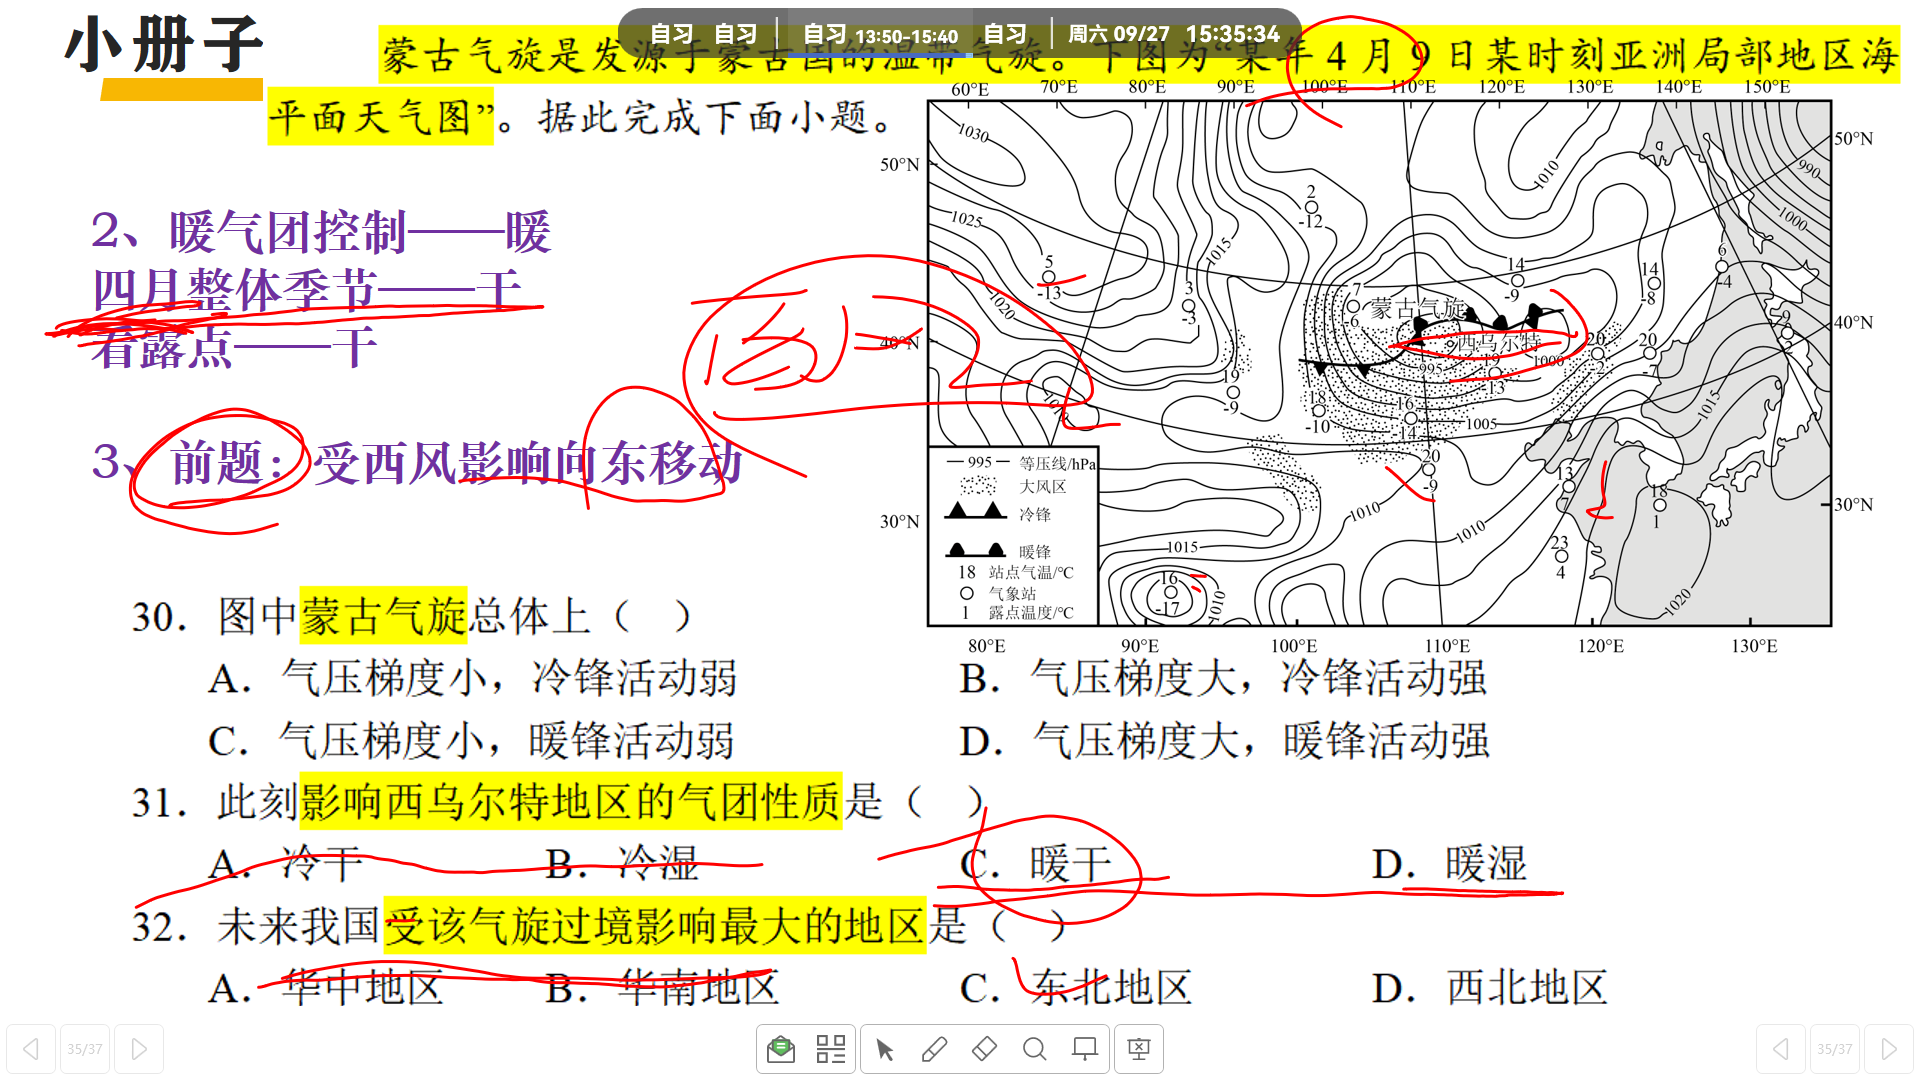 自习 自习 自习 13:50-15:40 自习 周六 09/27 15:35:34
小册子
蒙古气旋是发源于蒙古国的温带气旋。下图为“某年 4 月 9 日某时刻亚洲局部地区海
平面天气图”。据此完成下面小题。
2、暖气团控制——暖
四月整体季节——干
看露点——干
3、前题：受西风影响向东移动
60°E 70°E 80°E 90°E 100°E 110°E 120°E 130°E 140°E 150°E
50°N 50°N
40°N 40°N
30°N 30°N
80°E 90°E 100°E 110°E 120°E 130°E
1030
1025
1020
1015
1010
990
1000
2
-12
5
-13
3
-3
7
6
蒙古气旋
西乌尔特
14
-9
14
-8
6
-4
9
2
19
-13
995
1000
20
-2
20
-7
19
-9
18
-10
16
-14
1005
20
-9
1015
13
7
18
1
23
4
1010
1010
1015
16
-17
1010
1020
995 等压线/hPa
大风区
冷锋
暖锋
18 站点气温/℃
气象站
1 露点温度/℃
30. 图中蒙古气旋总体上（ ）
A. 气压梯度小，冷锋活动弱 B. 气压梯度大，冷锋活动强
C. 气压梯度小，暖锋活动弱 D. 气压梯度大，暖锋活动强
31. 此刻影响西乌尔特地区的气团性质是（ ）
A. 冷干 B. 冷湿 C. 暖干 D. 暖湿
32. 未来我国受该气旋过境影响最大的地区是（ ）
A. 华中地区 B. 华南地区 C. 东北地区 D. 西北地区
35/37 35/37